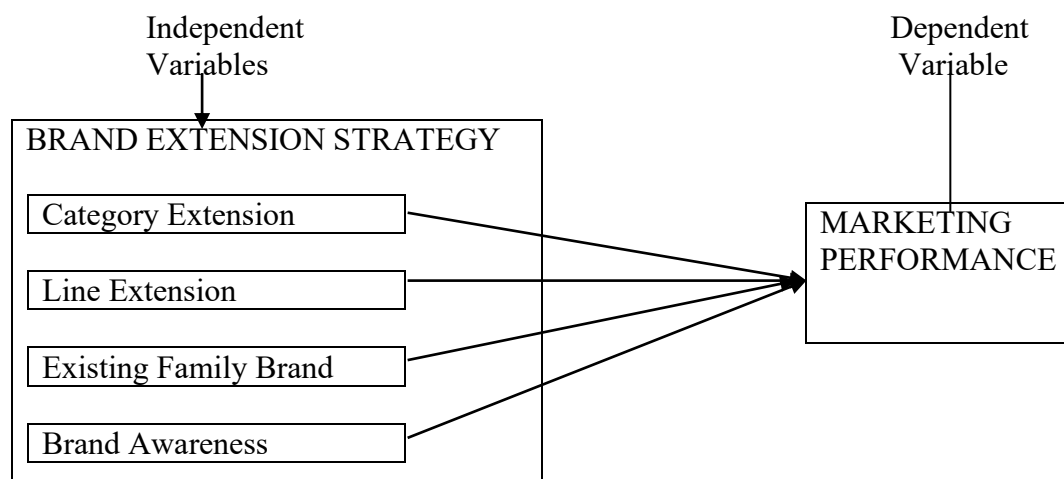 Independent
Variables
Dependent
Variable
BRAND EXTENSION STRATEGY
Category Extension
Line Extension
Existing Family Brand
Brand Awareness
MARKETING
PERFORMANCE